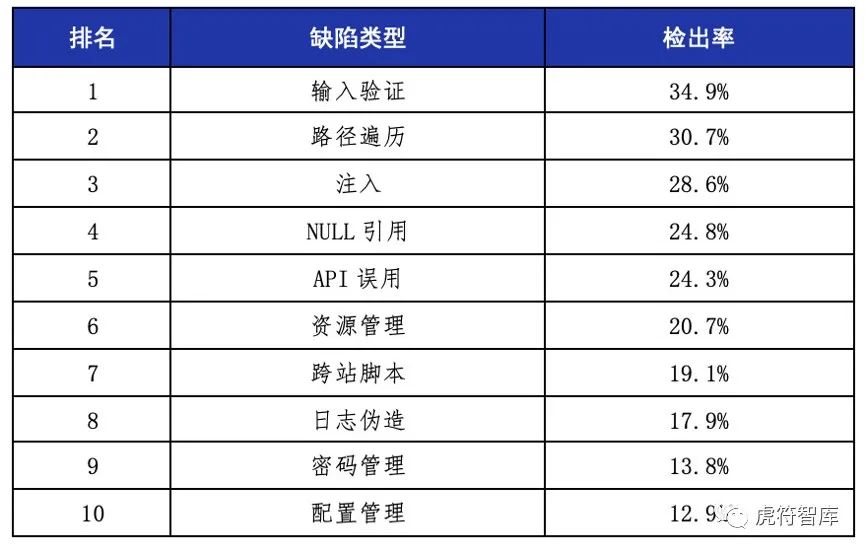 排名 缺陷类型 检出率
1 输入验证 34.9%
2 路径遍历 30.7%
3 注入 28.6%
4 NULL 引用 24.8%
5 API 误用 24.3%
6 资源管理 20.7%
7 跨站脚本 19.1%
8 日志伪造 17.9%
9 密码管理 13.8%
10 配置管理 12.9%
虎符智库